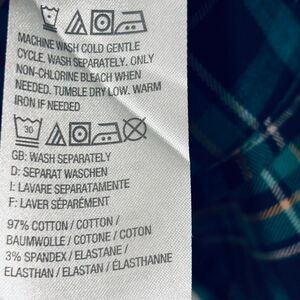 MACHINE WASH COLD GENTLE
CYCLE. WASH SEPARATELY. ONLY
NON-CHLORINE BLEACH WHEN
NEEDED. TUMBLE DRY LOW. WARM
IRON IF NEEDED
30
GB: WASH SEPARATELY
D: SEPARAT WASCHEN
I: LAVARE SEPARATAMENTE
F: LAVER SÉPARÉMENT
97% COTTON / COTTON /
BAUMWOLLE / COTONE / COTON
3% SPANDEX / ELASTANE /
ELASTHAN / ELASTAN / ÉLASTHANNE